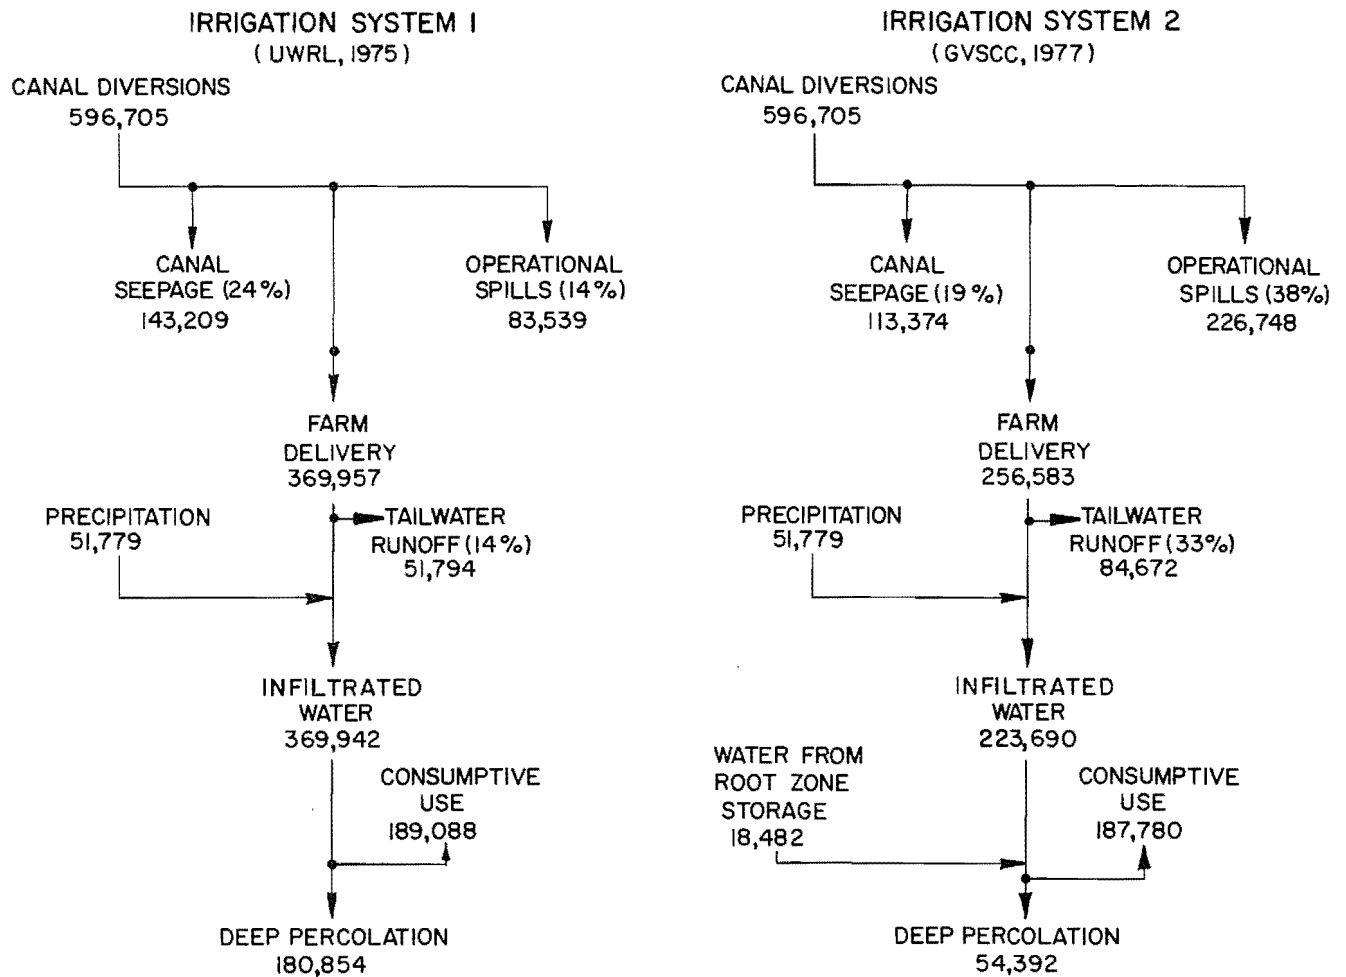 IRRIGATION SYSTEM 1
(UWRL, 1975)
CANAL DIVERSIONS
596,705
CANAL
SEEPAGE (24%)
143,209
OPERATIONAL
SPILLS (14%)
83,539
FARM
DELIVERY
369,957
PRECIPITATION
51,779
TAILWATER
RUNOFF (14%)
51,794
INFILTRATED
WATER
369,942
CONSUMPTIVE
USE
189,088
DEEP PERCOLATION
180,854
IRRIGATION SYSTEM 2
(GVSCC, 1977)
CANAL DIVERSIONS
596,705
CANAL
SEEPAGE (19%)
113,374
OPERATIONAL
SPILLS (38%)
226,748
FARM
DELIVERY
256,583
PRECIPITATION
51,779
TAILWATER
RUNOFF (33%)
84,672
INFILTRATED
WATER
223,690
WATER FROM
ROOT ZONE
STORAGE
18,482
CONSUMPTIVE
USE
187,780
DEEP PERCOLATION
54,392